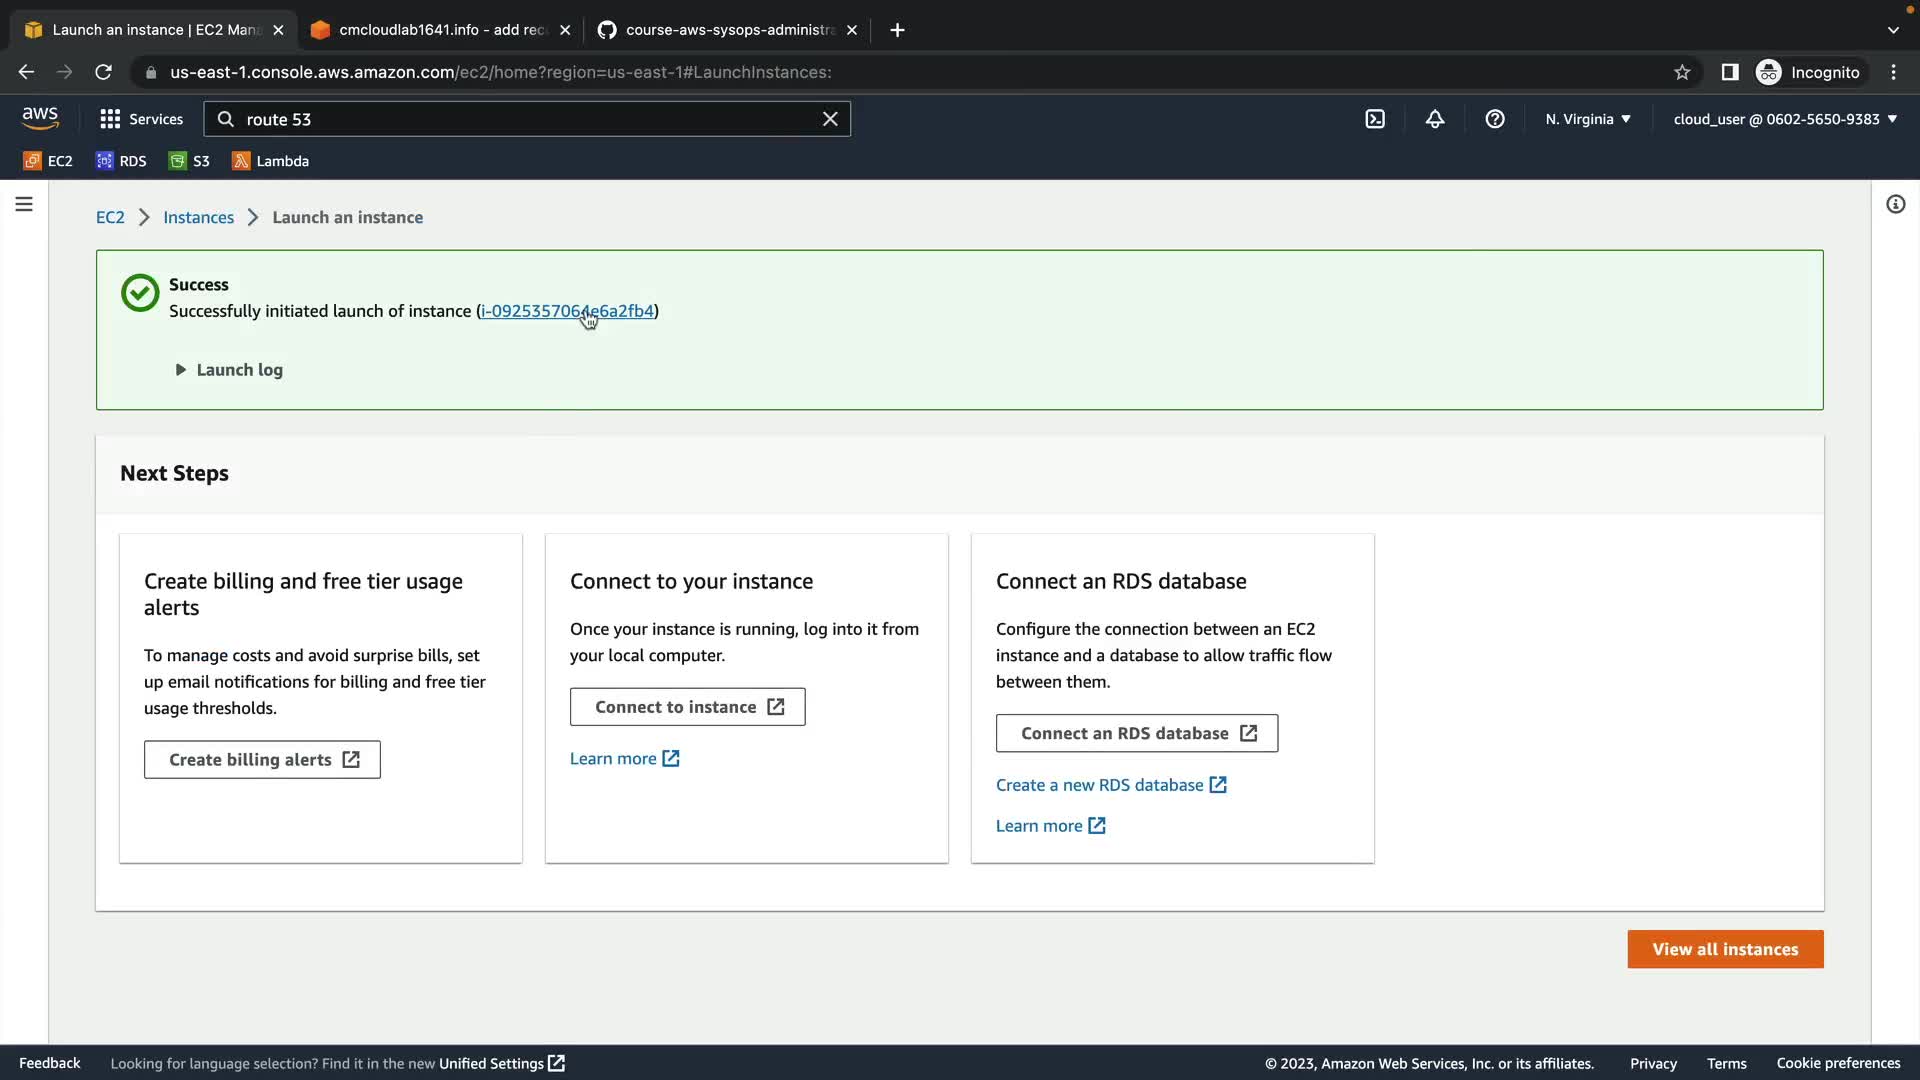 Launch an instance | EC2 Man
cmcloudlab1641.info - add rec
course-aws-sysops-administra
us-east-1.console.aws.amazon.com/ec2/home?region=us-east-1#LaunchInstances:
Incognito
aws
Services
route 53
N. Virginia
cloud_user @ 0602-5650-9383
EC2
RDS
S3
Lambda
EC2 > Instances > Launch an instance
Success
Successfully initiated launch of instance (i-0925357064e6a2fb4)
Launch log
Next Steps
Create billing and free tier usage
alerts
To manage costs and avoid surprise bills, set
up email notifications for billing and free tier
usage thresholds.
Create billing alerts
Connect to your instance
Once your instance is running, log into it from
your local computer.
Connect to instance
Learn more
Connect an RDS database
Configure the connection between an EC2
instance and a database to allow traffic flow
between them.
Connect an RDS database
Create a new RDS database
Learn more
View all instances
Feedback
Looking for language selection? Find it in the new Unified Settings
© 2023, Amazon Web Services, Inc. or its affiliates.
Privacy
Terms
Cookie preferences